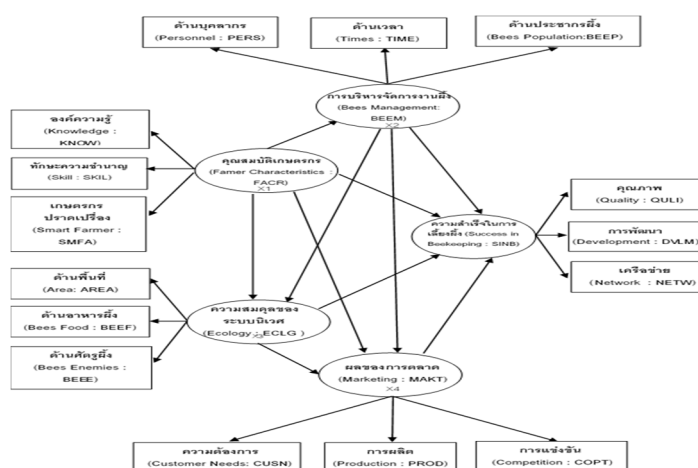 ด้านบุคลากร
(Personnel : PERS)
ด้านเวลา
(Times : TIME)
ด้านประชากรผึ้ง
(Bees Population:BEEP)
การบริหารจัดการงานผึ้ง
(Bees Management:
BEEM)
X2
องค์ความรู้
(Knowledge :
KNOW)
ทักษะความชำนาญ
(Skill : SKIL)
เกษตรกร
ปราดเปรื่อง
(Smart Farmer :
SMFA)
คุณสมบัติเกษตรกร
(Famer Characteristics :
FACR)
X1
ความสำเร็จในการ
เลี้ยงผึ้ง (Success in
Beekeeping : SINB)
คุณภาพ
(Quality : QULI)
การพัฒนา
(Development : DVLM)
เครือข่าย
(Network : NETW)
ด้านพื้นที่
(Area: AREA)
ด้านอาหารผึ้ง
(Bees Food : BEEF)
ด้านศัตรูผึ้ง
(Bees Enemies :
BEEE)
ความสมดุลของ
ระบบนิเวศ
(Ecology : ECLG )
X3
ผลของการตลาด
(Marketing : MAKT)
X4
ความต้องการ
(Customer Needs: CUSN)
การผลิต
(Production : PROD)
การแข่งขัน
(Competition : COPT)